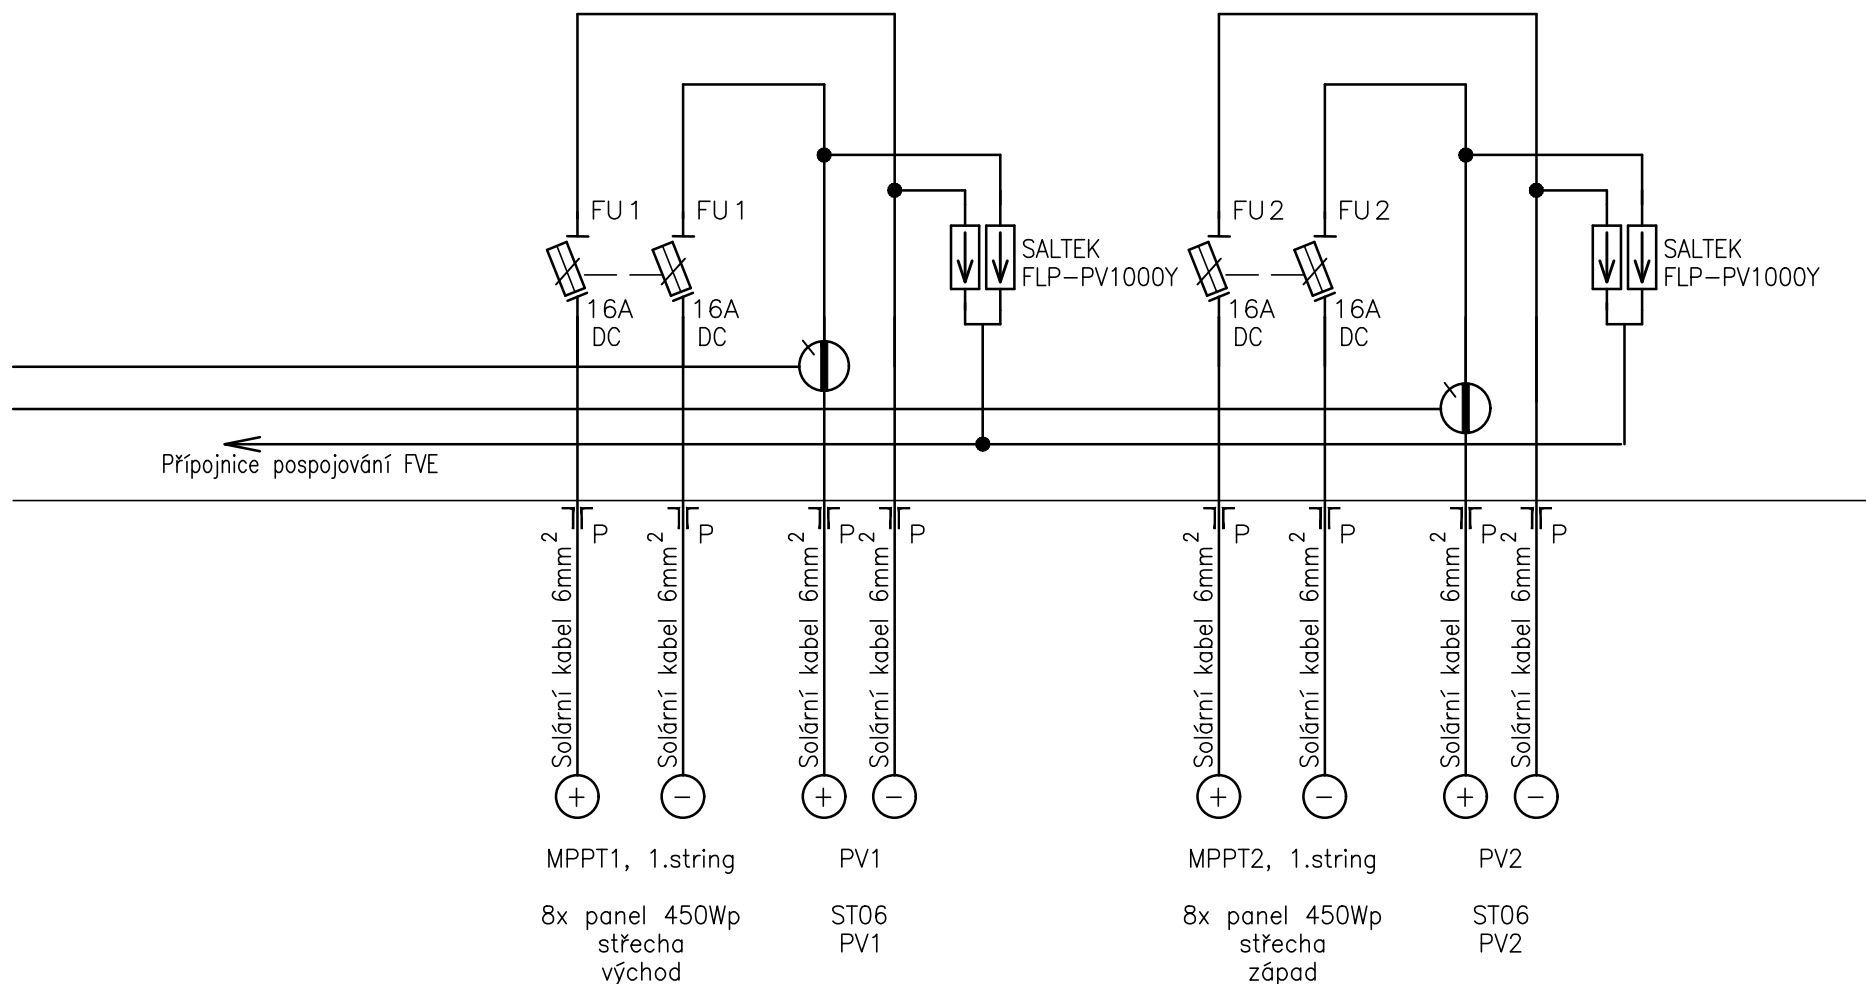 FU1 FU1 FU2 FU2
SALTEK
FLP-PV1000Y
SALTEK
FLP-PV1000Y
16A
DC
16A
DC
16A
DC
16A
DC
Přípojnice pospojování FVE
P P P P P P P P
Solární kabel 6mm²
Solární kabel 6mm²
Solární kabel 6mm²
Solární kabel 6mm²
Solární kabel 6mm²
Solární kabel 6mm²
Solární kabel 6mm²
Solární kabel 6mm²
+ − + − + − + −
MPPT1, 1.string
8x panel 450Wp
střecha
východ
PV1
ST06
PV1
MPPT2, 1.string
8x panel 450Wp
střecha
západ
PV2
ST06
PV2